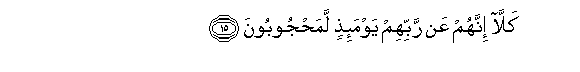 كَلَّآ إِنَّهُمْ عَن رَّبِّهِمْ يَوْمَئِذٍ لَّمَحْجُوبُونَ ١٥